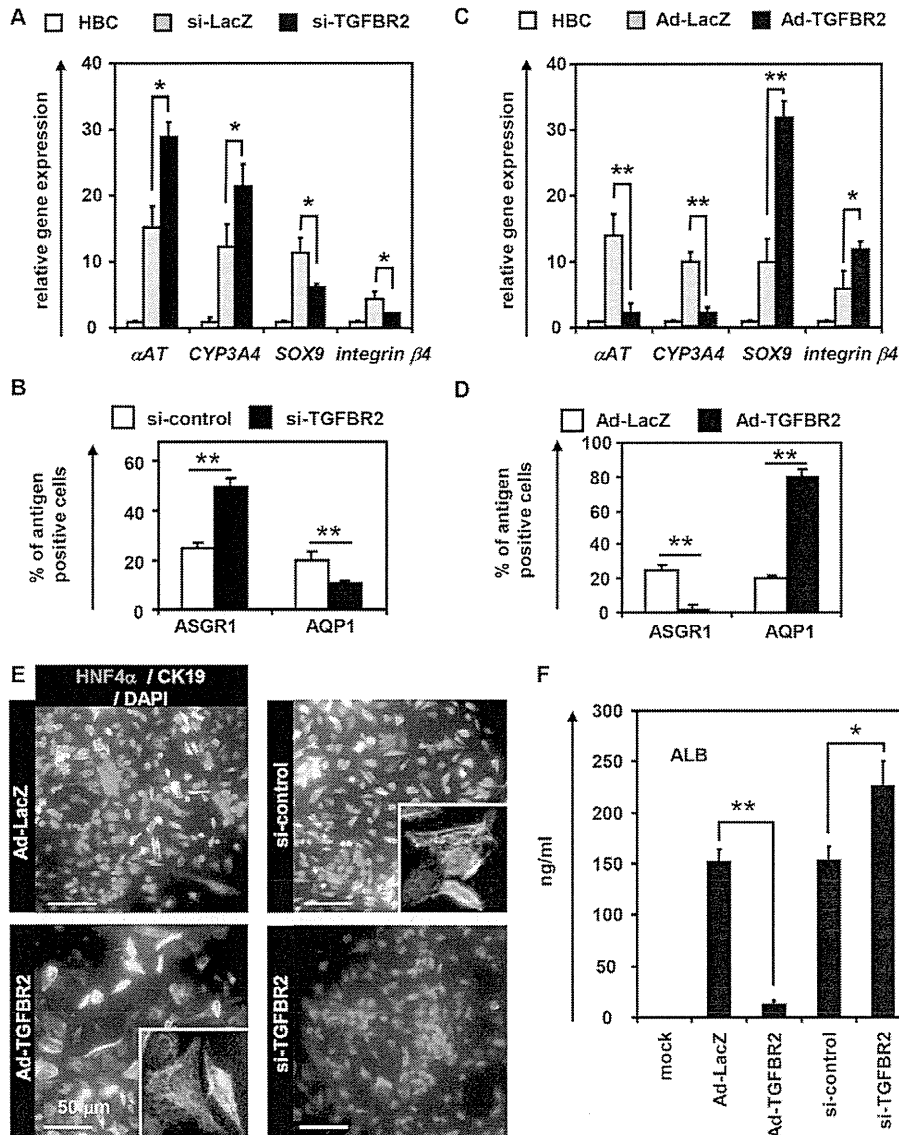 A
HBC si-LacZ si-TGFBR2
relative gene expression
40
30
20
10
0
* * * *
αAT CYP3A4 SOX9 integrin β4
B
si-control si-TGFBR2
% of antigen positive cells
60
40
20
0
** **
ASGR1 AQP1
C
HBC Ad-LacZ Ad-TGFBR2
relative gene expression
40
30
20
10
0
** ** ** *
αAT CYP3A4 SOX9 integrin β4
D
Ad-LacZ Ad-TGFBR2
% of antigen positive cells
100
80
60
40
20
0
** **
ASGR1 AQP1
E
HNF4α / CK19
/ DAPI
Ad-LacZ
si-control
Ad-TGFBR2
50 µm
si-TGFBR2
F
ALB
ng/ml
300
250
200
150
100
50
0
** *
mock
Ad-LacZ
Ad-TGFBR2
si-control
si-TGFBR2